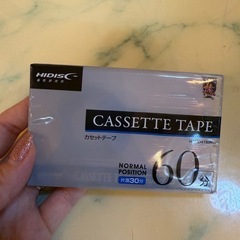 HIDISC
CASSETTE TAPE
カセットテープ
NORMAL
POSITION
60分
片面30分